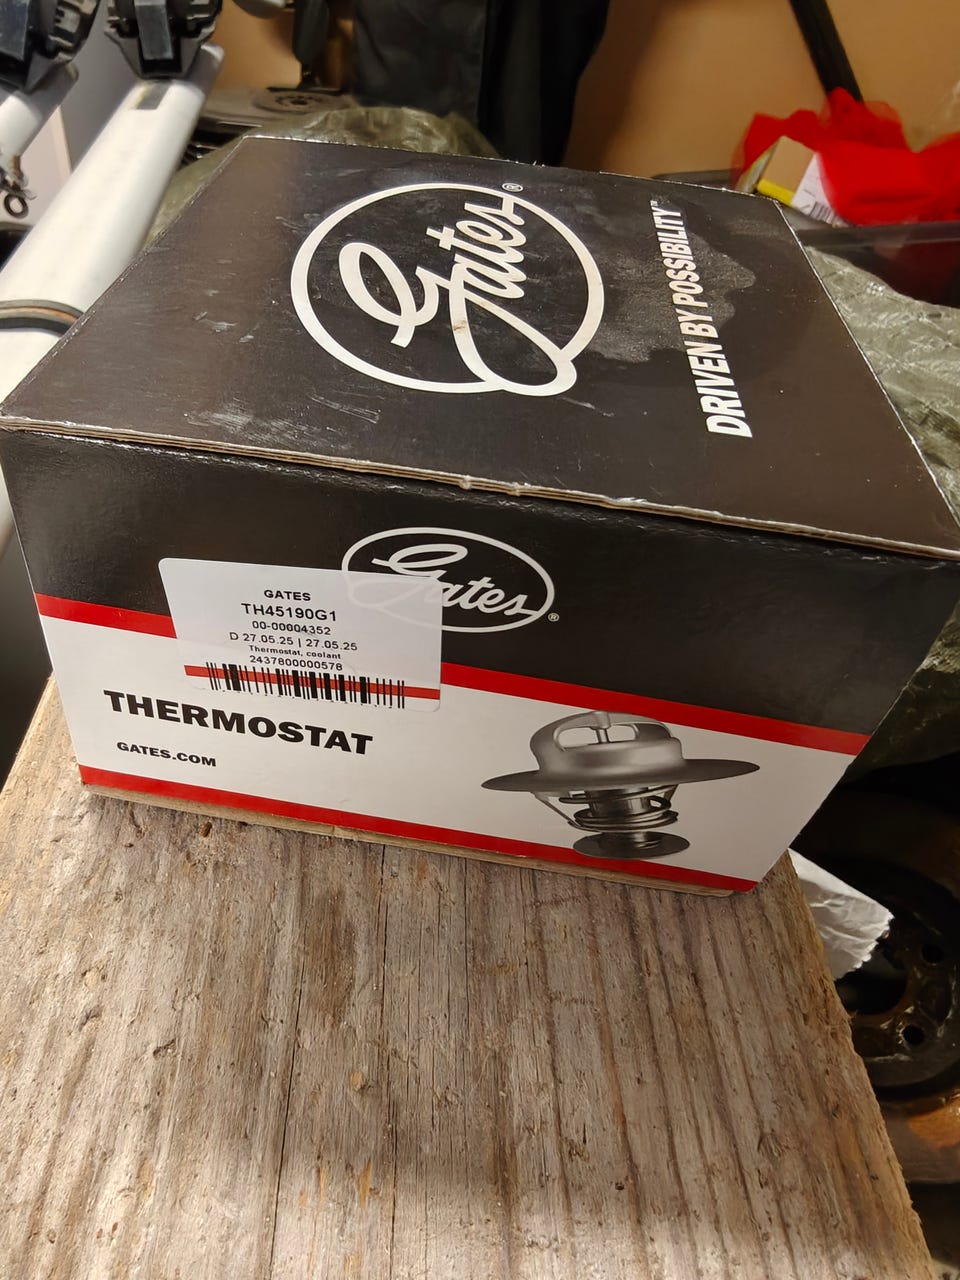 Gates®
DRIVEN BY POSSIBILITY™
Gates®
GATES
TH45190G1
00-00004352
D 27.05.25 | 27.05.25
Thermostat, coolant
2437800000578
THERMOSTAT
GATES.COM